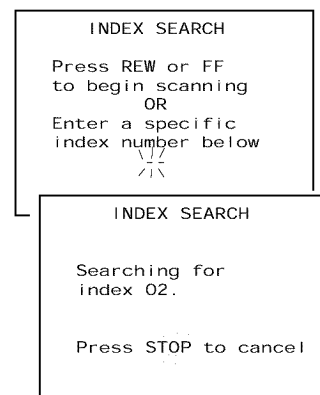 INDEX SEARCH
Press REW or FF
to begin scanning
OR
Enter a specific
index number below
--
INDEX SEARCH
Searching for
index 02.
Press STOP to cancel